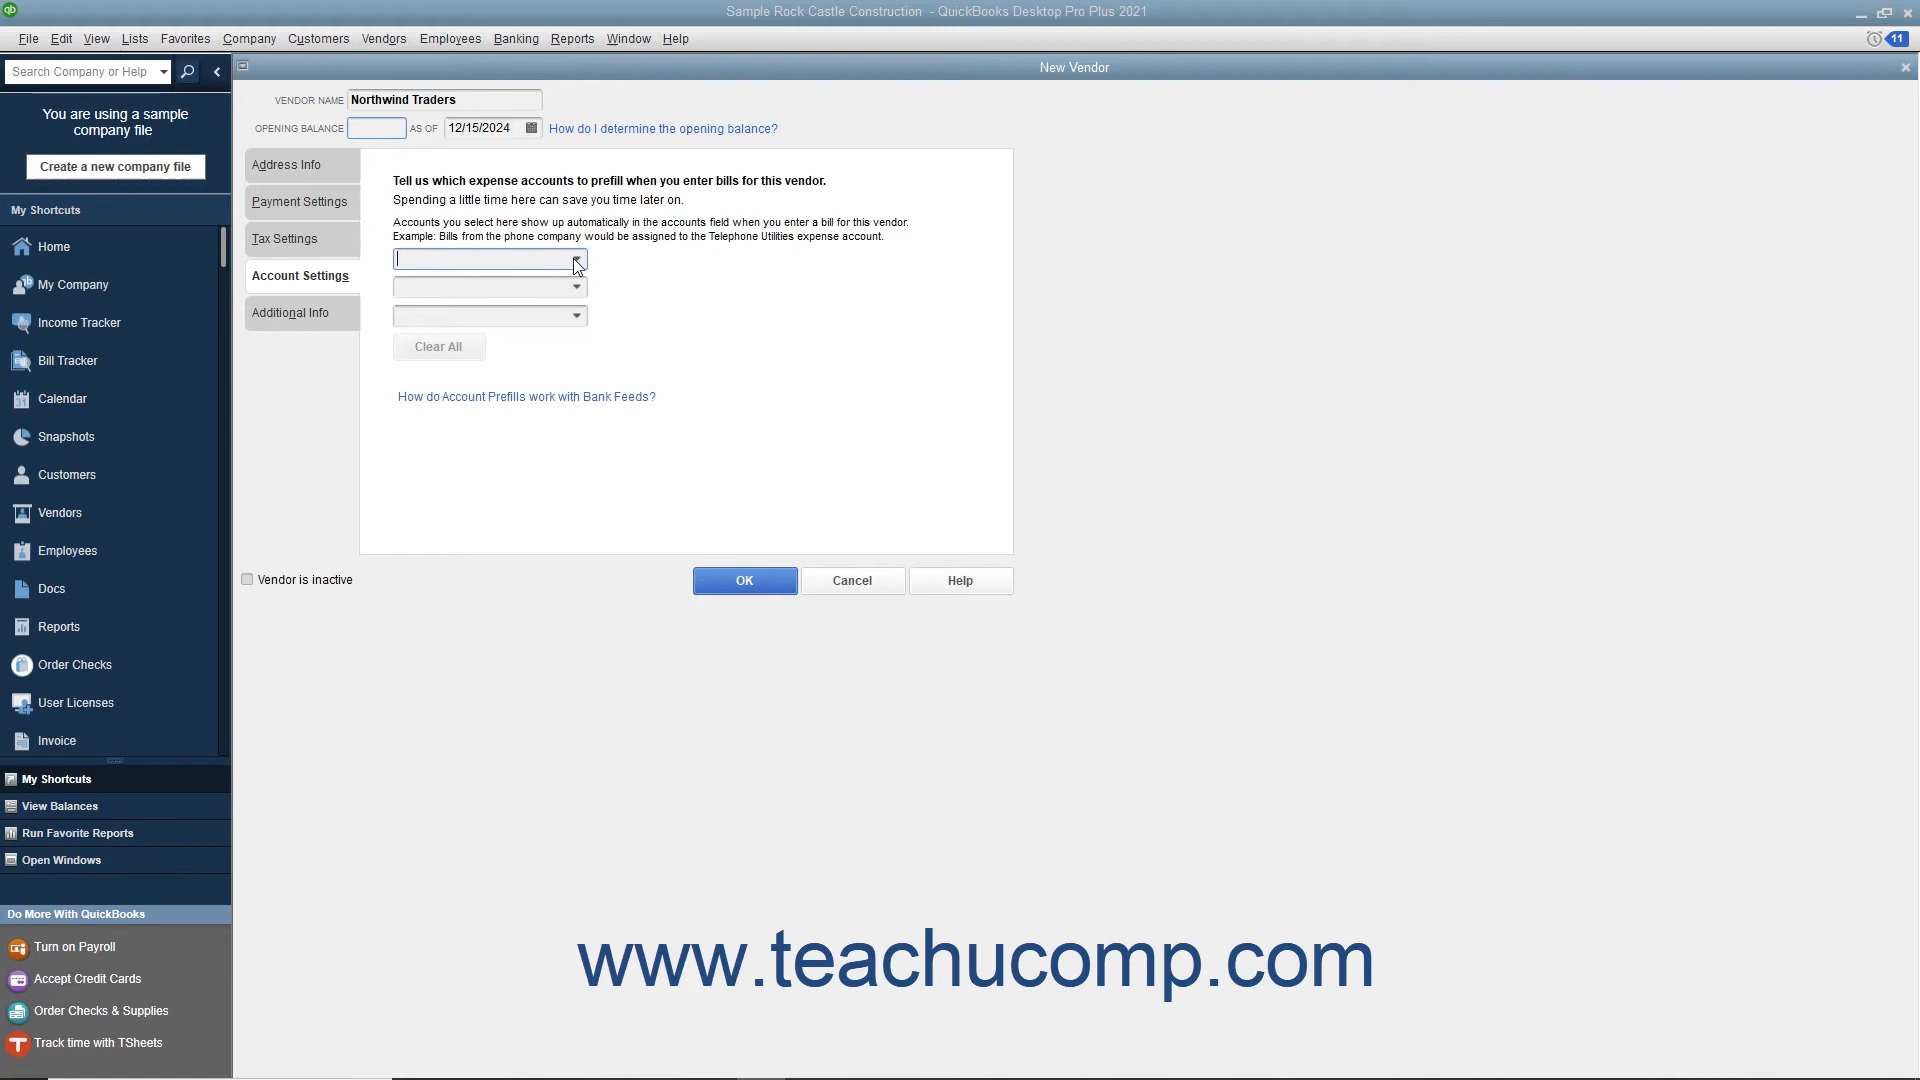 Sample Rock Castle Construction - QuickBooks Desktop Pro Plus 2021
File Edit View Lists Favorites Company Customers Vendors Employees Banking Reports Window Help
11
Search Company or Help
You are using a sample
company file
Create a new company file
My Shortcuts
Home
My Company
Income Tracker
Bill Tracker
Calendar
Snapshots
Customers
Vendors
Employees
Docs
Reports
Order Checks
User Licenses
Invoice
My Shortcuts
View Balances
Run Favorite Reports
Open Windows
Do More With QuickBooks
Turn on Payroll
Accept Credit Cards
Order Checks & Supplies
Track time with TSheets
New Vendor
VENDOR NAME Northwind Traders
OPENING BALANCE AS OF 12/15/2024 How do I determine the opening balance?
Address Info
Payment Settings
Tax Settings
Account Settings
Additional Info
Tell us which expense accounts to prefill when you enter bills for this vendor.
Spending a little time here can save you time later on.
Accounts you select here show up automatically in the accounts field when you enter a bill for this vendor.
Example: Bills from the phone company would be assigned to the Telephone Utilities expense account.
Clear All
How do Account Prefills work with Bank Feeds?
Vendor is inactive
OK Cancel Help
www.teachucomp.com